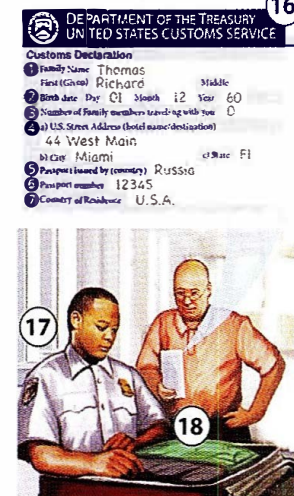 16
DEPARTMENT OF THE TREASURY
UNITED STATES CUSTOMS SERVICE
Customs Declaration
1 Family Name Thomas
First (Given) Richard Middle
2 Birth date Day 01 Month 12 Year 60
3 Number of Family members traveling with you 0
4 a) U.S. Street Address (hotel name/destination)
44 West Main
b) City Miami c) State Fl
5 Passport issued by (country) Russia
6 Passport number 12345
7 Country of Residence U.S.A.
17
18